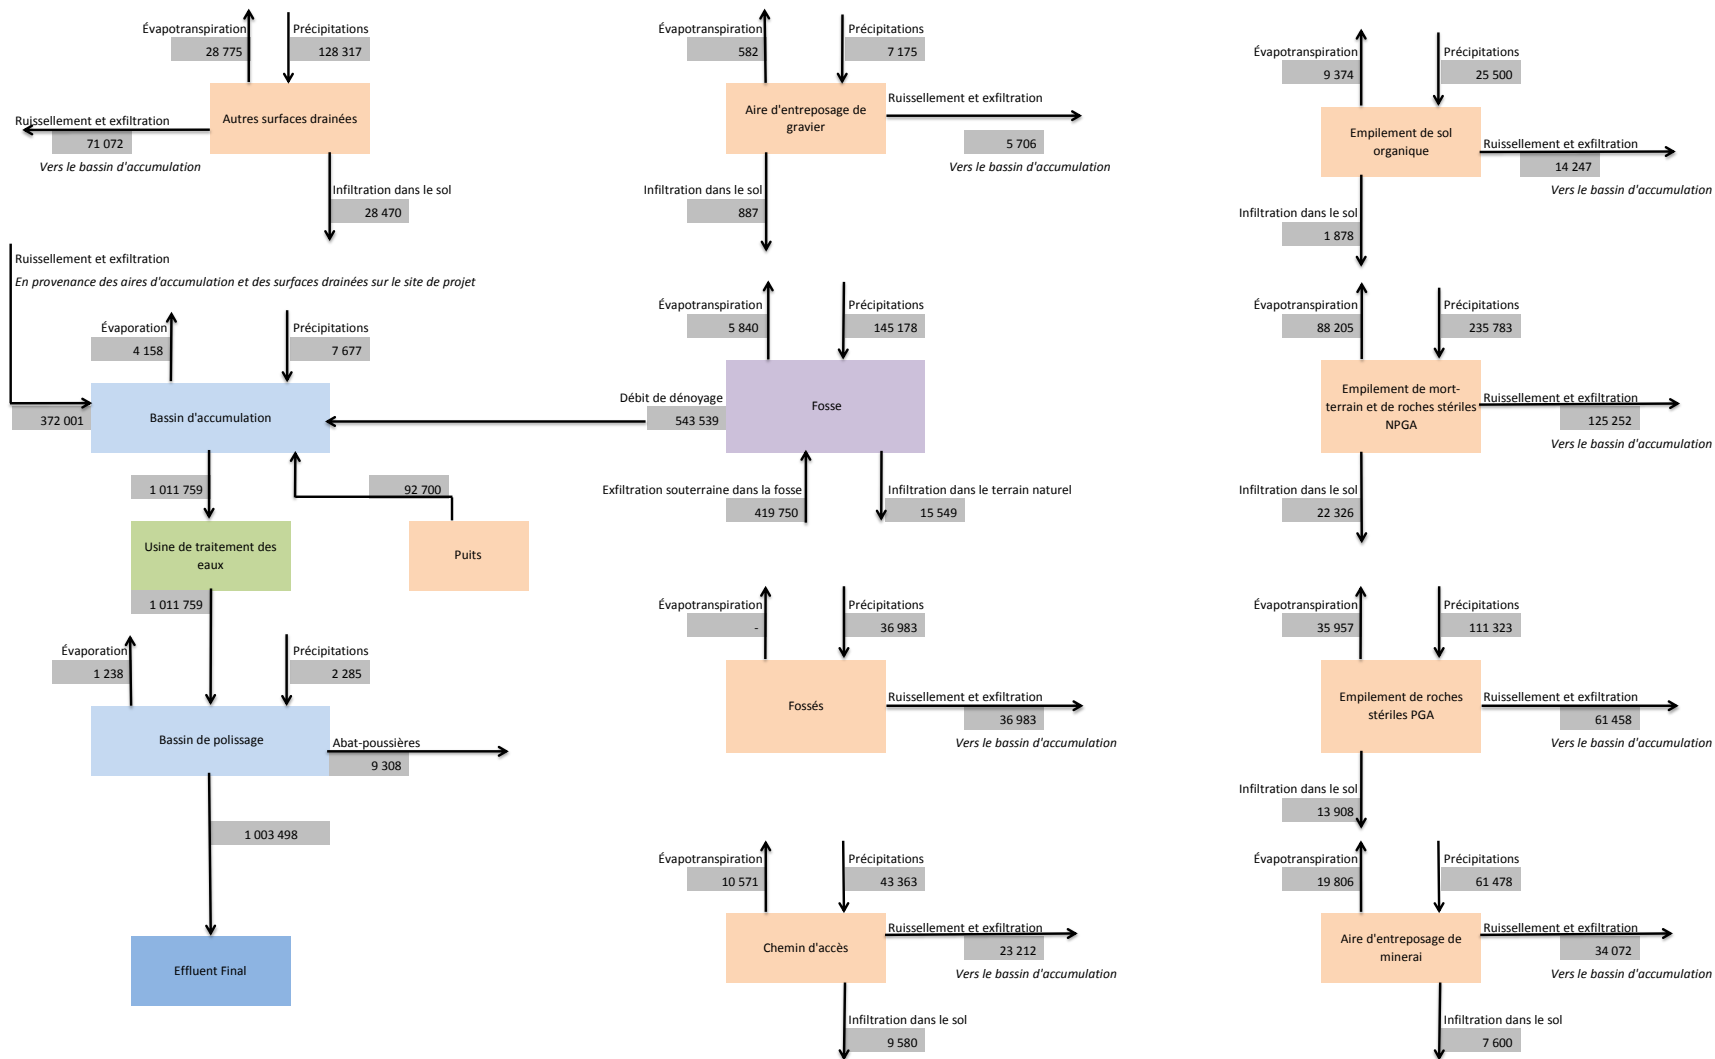 Évapotranspiration
28 775
Précipitations
128 317
Autres surfaces drainées
Ruissellement et exfiltration
71 072
Vers le bassin d'accumulation
Infiltration dans le sol
28 470
Évapotranspiration
582
Précipitations
7 175
Aire d'entreposage de
gravier
Ruissellement et exfiltration
5 706
Vers le bassin d'accumulation
Infiltration dans le sol
887
Évapotranspiration
9 374
Précipitations
25 500
Empilement de sol
organique
Ruissellement et exfiltration
14 247
Vers le bassin d'accumulation
Infiltration dans le sol
1 878
Ruissellement et exfiltration
En provenance des aires d'accumulation et des surfaces drainées sur le site de projet
372 001
Évaporation
4 158
Précipitations
7 677
Bassin d'accumulation
Débit de dénoyage
543 539
1 011 759
92 700
Puits
Usine de traitement des
eaux
1 011 759
Évaporation
1 238
Précipitations
2 285
Bassin de polissage
Abat-poussières
9 308
1 003 498
Effluent Final
Évapotranspiration
5 840
Précipitations
145 178
Fosse
Exfiltration souterraine dans la fosse
419 750
Infiltration dans le terrain naturel
15 549
Évapotranspiration
-
Précipitations
36 983
Fossés
Ruissellement et exfiltration
36 983
Vers le bassin d'accumulation
Évapotranspiration
10 571
Précipitations
43 363
Chemin d'accès
Ruissellement et exfiltration
23 212
Vers le bassin d'accumulation
Infiltration dans le sol
9 580
Évapotranspiration
88 205
Précipitations
235 783
Empilement de mort-
terrain et de roches stériles
NPGA
Ruissellement et exfiltration
125 252
Vers le bassin d'accumulation
Infiltration dans le sol
22 326
Évapotranspiration
35 957
Précipitations
111 323
Empilement de roches
stériles PGA
Ruissellement et exfiltration
61 458
Vers le bassin d'accumulation
Infiltration dans le sol
13 908
Évapotranspiration
19 806
Précipitations
61 478
Aire d'entreposage de
minerai
Ruissellement et exfiltration
34 072
Vers le bassin d'accumulation
Infiltration dans le sol
7 600